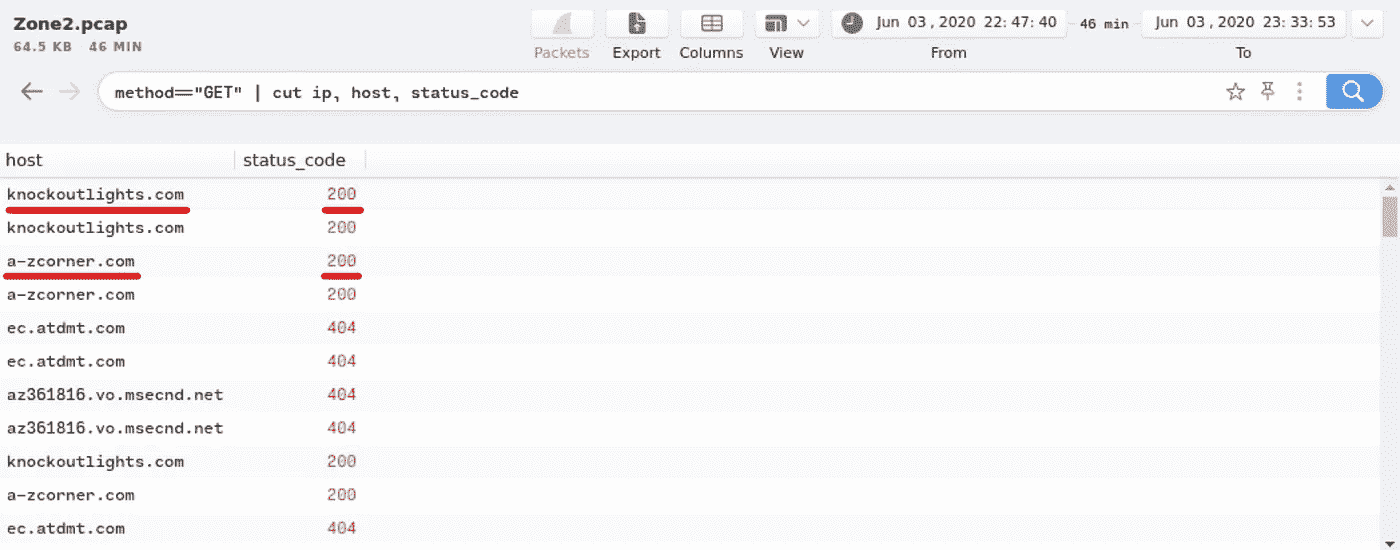 Zone2.pcap
64.5 KB 46 MIN
Packets Export Columns View
Jun 03, 2020 22:47:40 46 min Jun 03, 2020 23:33:53
From To
method=="GET" | cut ip, host, status_code
host status_code
knockoutlights.com 200
knockoutlights.com 200
a-zcorner.com 200
a-zcorner.com 200
ec.atdmt.com 404
ec.atdmt.com 404
az361816.vo.msecnd.net 404
az361816.vo.msecnd.net 404
knockoutlights.com 200
a-zcorner.com 200
ec.atdmt.com 404